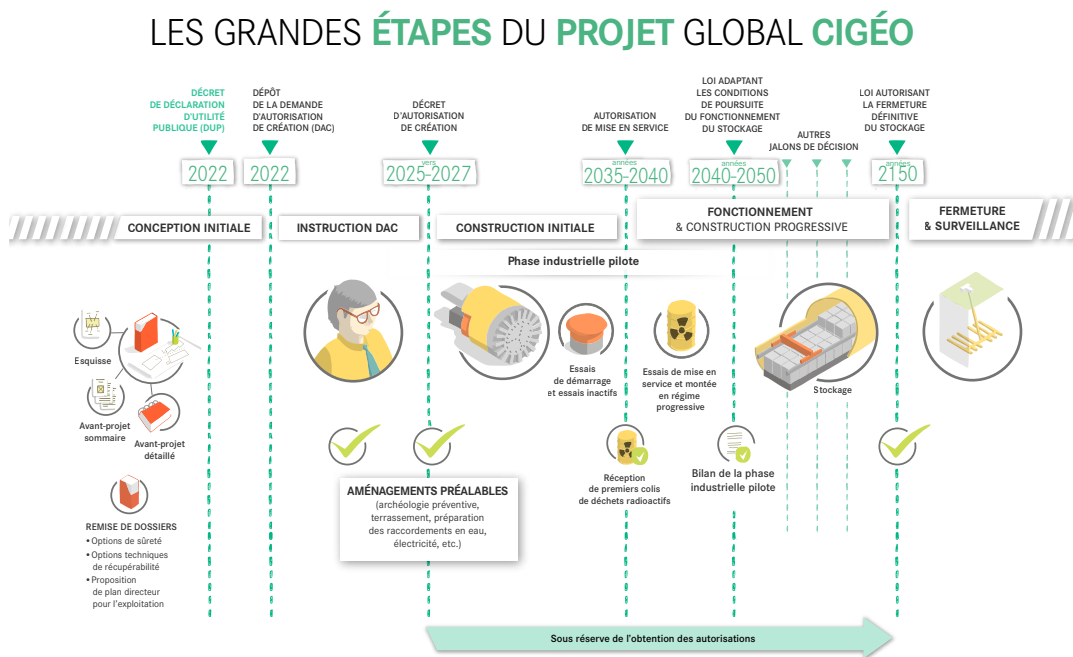 LES GRANDES ÉTAPES DU PROJET GLOBAL CIGÉO
DÉCRET
DE DÉCLARATION
D'UTILITÉ
PUBLIQUE (DUP)
2022
DÉPÔT
DE LA DEMANDE
D'AUTORISATION
DE CRÉATION (DAC)
2022
DÉCRET
D'AUTORISATION
DE CRÉATION
vers
2025-2027
AUTORISATION
DE MISE EN SERVICE
années
2035-2040
LOI ADAPTANT
LES CONDITIONS
DE POURSUITE
DU FONCTIONNEMENT
DU STOCKAGE
années
2040-2050
AUTRES
JALONS DE DÉCISION
LOI AUTORISANT
LA FERMETURE
DÉFINITIVE
DU STOCKAGE
années
2150
CONCEPTION INITIALE
INSTRUCTION DAC
CONSTRUCTION INITIALE
FONCTIONNEMENT
& CONSTRUCTION PROGRESSIVE
FERMETURE
& SURVEILLANCE
Phase industrielle pilote
Esquisse
Avant-projet
sommaire
Avant-projet
détaillé
Essais
de démarrage
et essais inactifs
Essais de mise en
service et montée
en régime
progressive
Stockage
Réception
de premiers colis
de déchets radioactifs
Bilan de la phase
industrielle pilote
REMISE DE DOSSIERS
• Options de sûreté
• Options techniques
de récupérabilité
• Proposition
de plan directeur
pour l'exploitation
AMÉNAGEMENTS PRÉALABLES
(archéologie préventive,
terrassement, préparation
des raccordements en eau,
électricité, etc.)
Sous réserve de l'obtention des autorisations